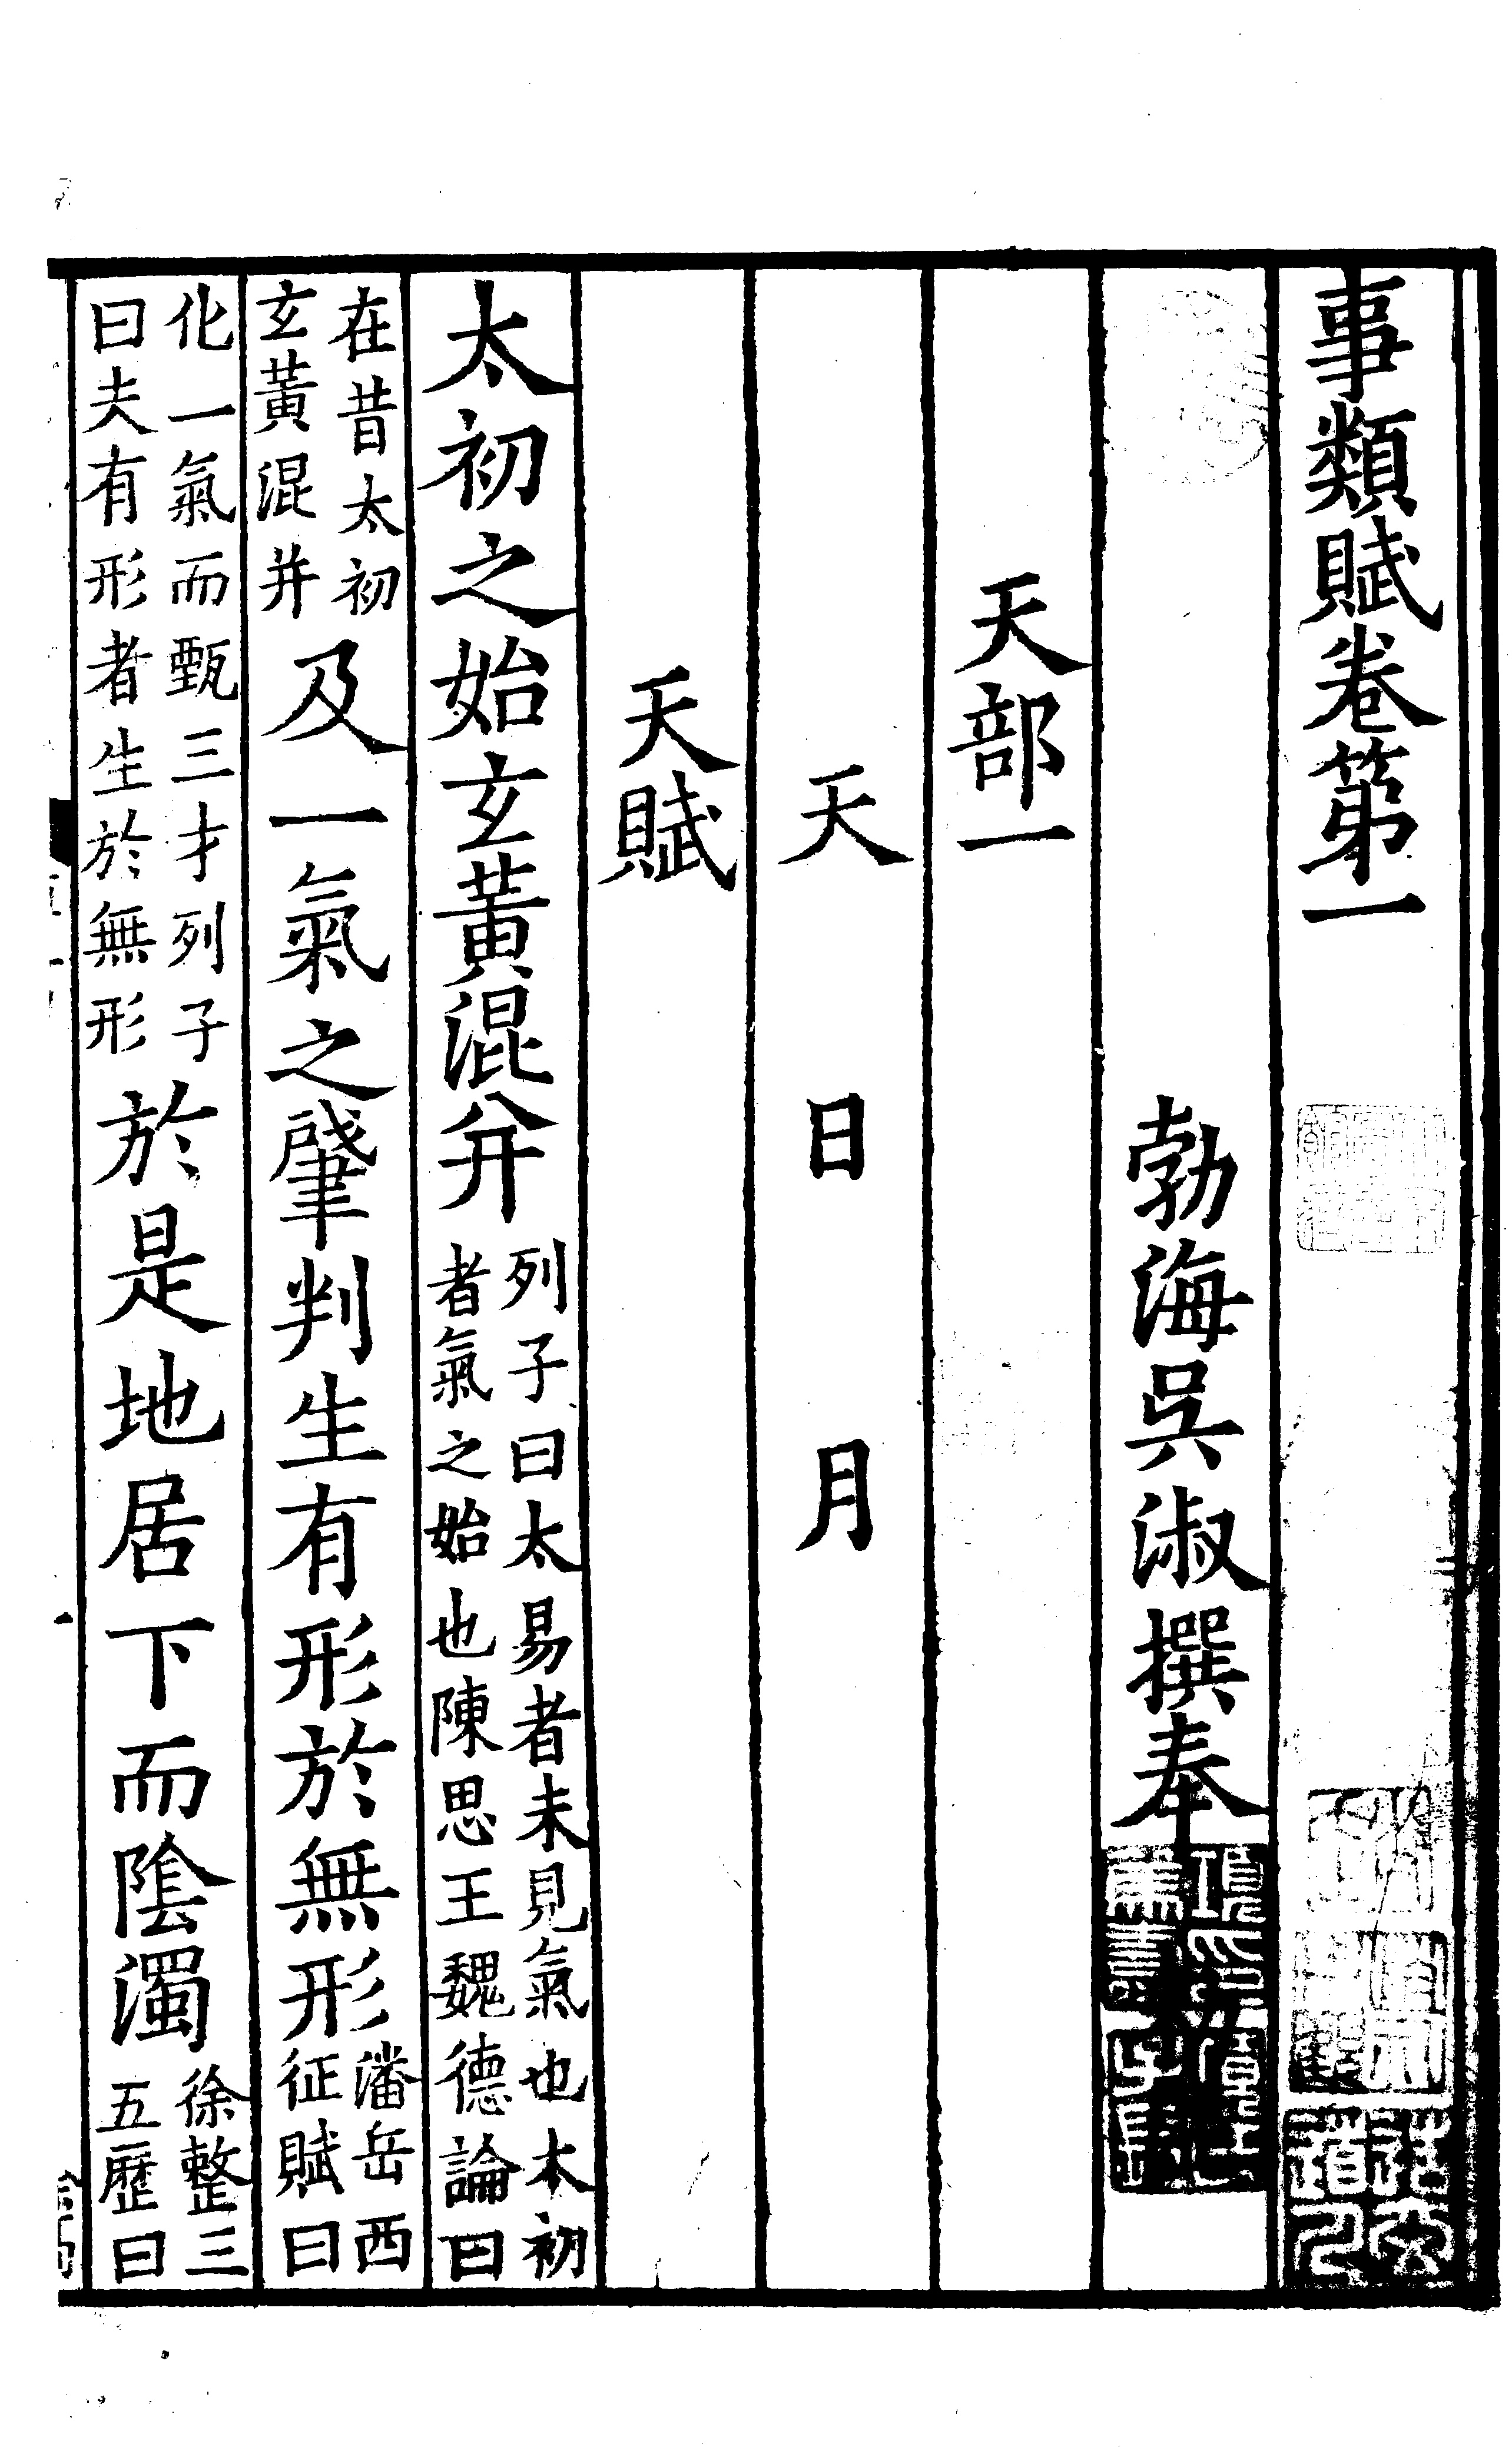 事類賦卷第一
勃海吳淑撰奉
天部一
天　日　月
天賦
太初之始玄黃混并列子曰太易者未見氣也太初
者氣之始也陳思王魏德論曰
在昔太初
玄黃混并及一氣之肇判生有形於無形潘岳西
征賦曰
化一氣而甄三才列子
曰夫有形者生於無形於是地居下而陰濁徐整三
五歷曰